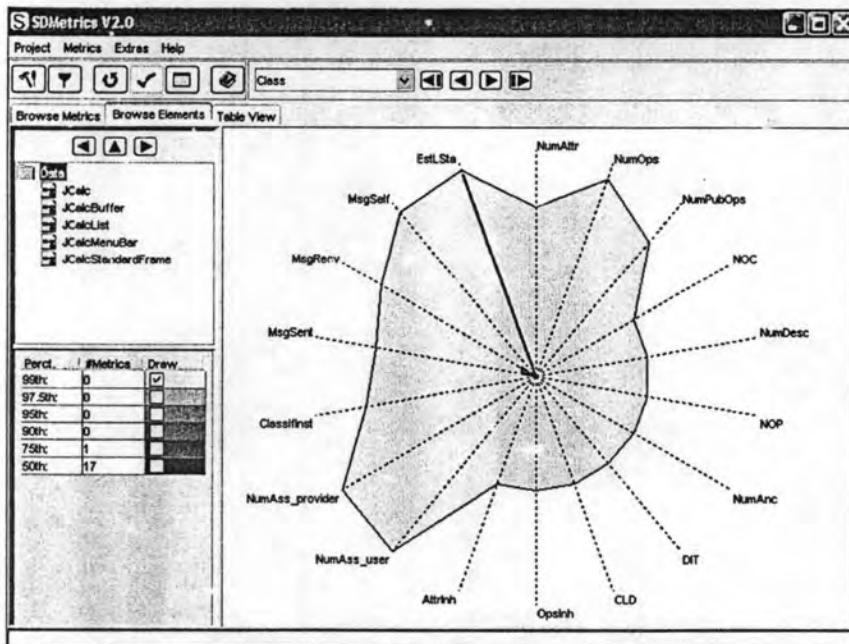 SDMetrics V2.0
Project Metrics Extras Help
Class
Browse Metrics Browse Elements Table View
Data
JCalc
JCalcBuffer
JCalcList
JCalcMenuBar
JCalcStanderdFrame
Perct. #Metrics Draw
99th: 0
97.5th: 0
95th: 0
90th: 0
75th: 1
50th: 17
NumAttr
EstLSta
NumOps
MsgSelf
NumPubOps
MsgRecv
NOC
MsgSent
NumDesc
ClassifInst
NOP
NumAss_provider
NumAnc
NumAss_user
DIT
AttrInh
CLD
OpsInh